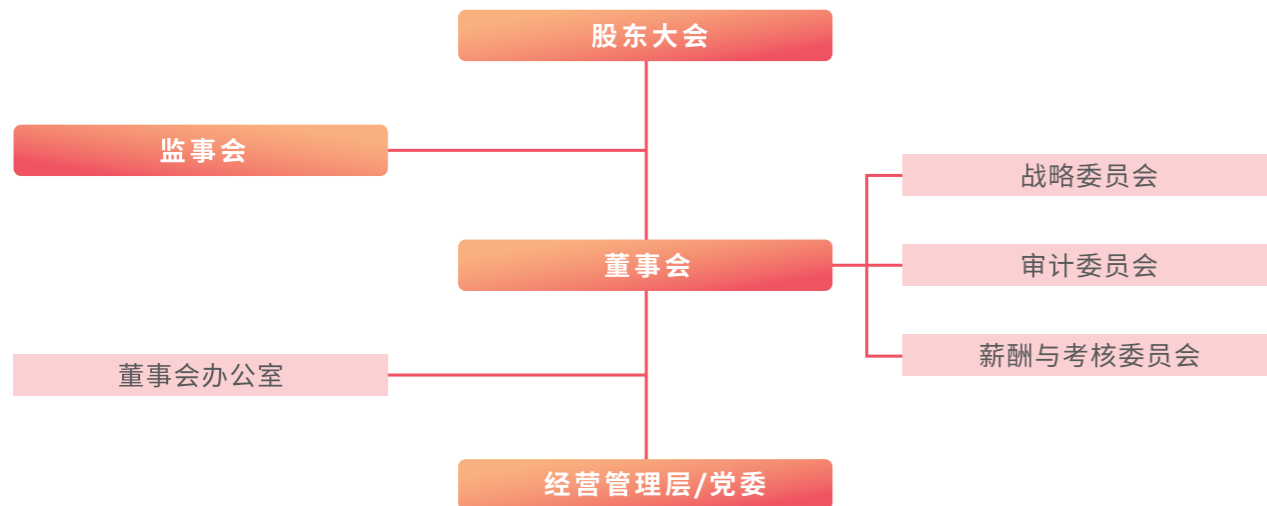 股东大会
监事会
战略委员会
董事会
审计委员会
薪酬与考核委员会
董事会办公室
经营管理层/党委